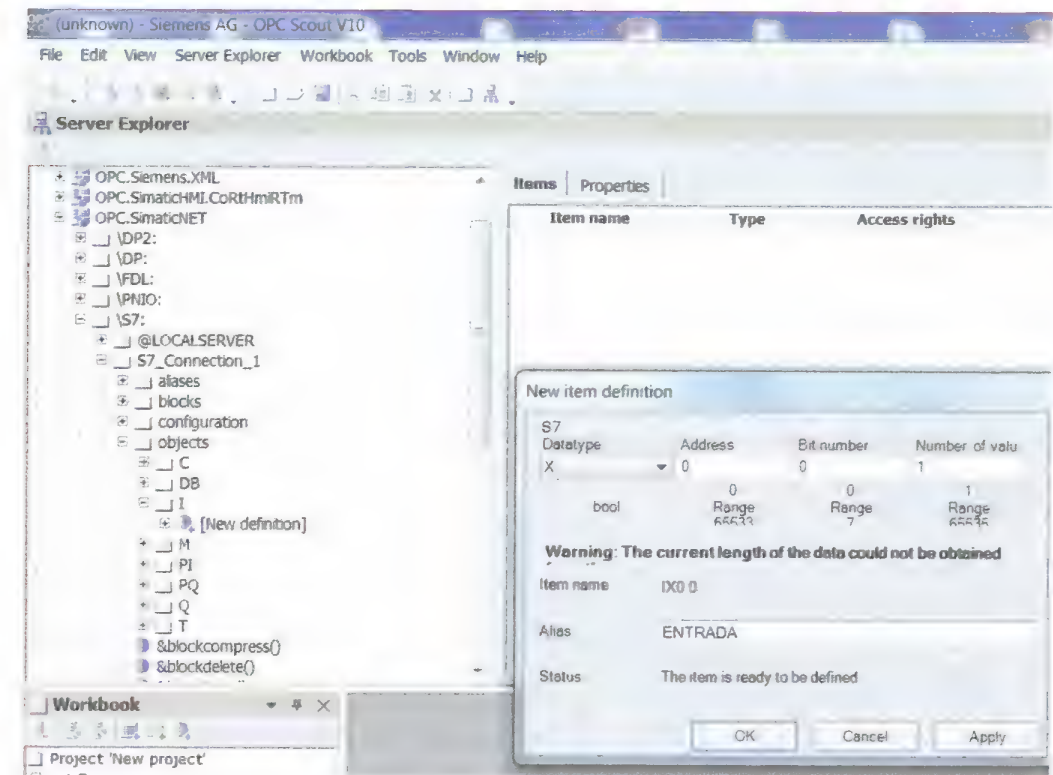 (unknown) - Siemens AG - OPC Scout V10
File Edit View Server Explorer Workbook Tools Window Help
Server Explorer
OPC.Siemens.XML
OPC.SimaticHMI.CoRtHmiRTm
OPC.SimaticNET
\DP2:
\DP:
\FDL:
\PNIO:
\S7:
@LOCALSERVER
S7_Connection_1
aliases
blocks
configuration
objects
C
DB
I
[New definition]
M
PI
PQ
Q
T
&blockcompress()
&blockdelete()
Items Properties
Item name Type Access rights
New item definition
S7
Datatype Address Bit number Number of valu
X 0 0 1
0 0 1
bool Range Range Range
65533 7 65535
Warning: The current length of the data could not be obtained
Item name IX0 0
Alias ENTRADA
Status The item is ready to be defined
OK Cancel Apply
Workbook
Project 'New project'